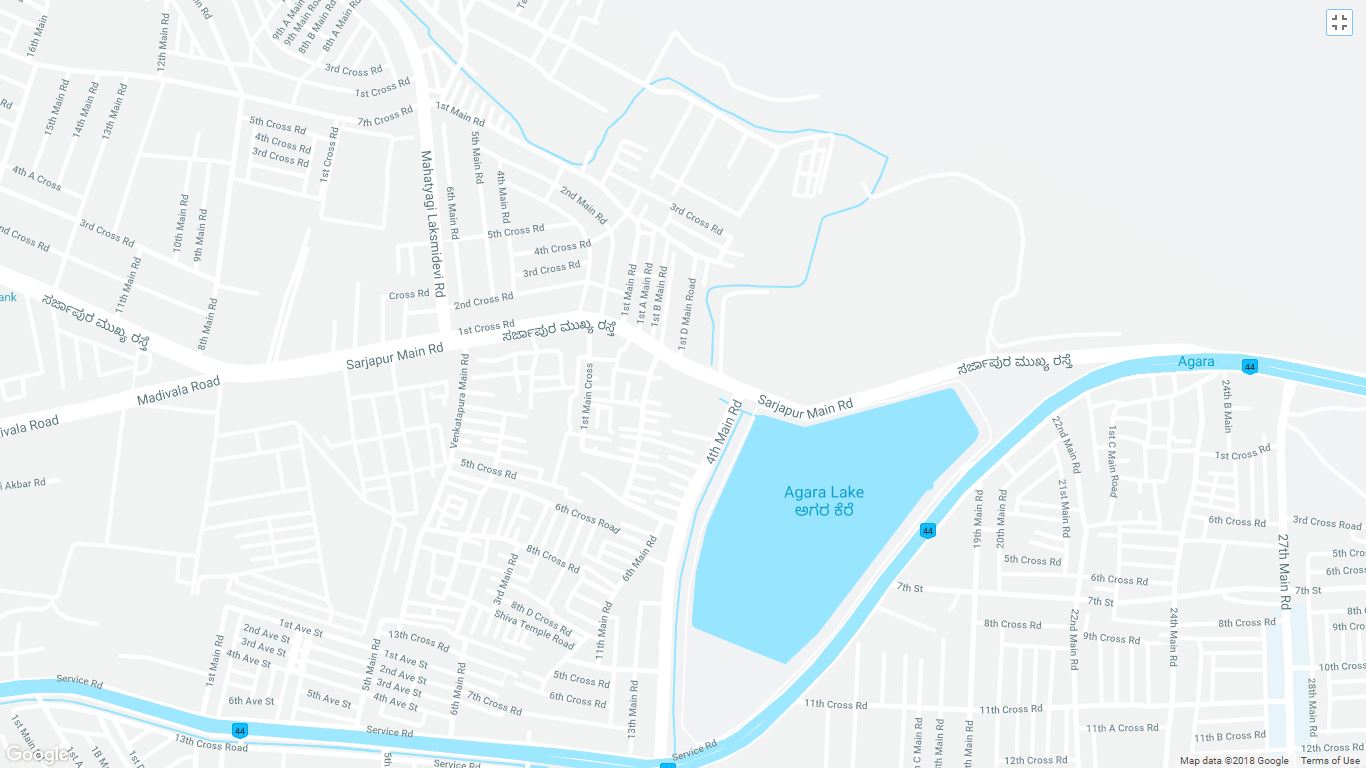 16th Main
12th Main Rd
9th A Main
9th Main Road
8th B Main Rd
8th A Main
Main Rd
3rd Cross Rd
1st Cross Rd
7th Cross Rd
1st Main Rd
15th Main Rd
14th Main Rd
13th Main Rd
5th Cross Rd
4th Cross Rd
3rd Cross Rd
1st Cross Rd
5th Main Rd
4th Main Rd
6th Main Rd
Mahatyagi Laksmidevi Rd
4th A Cross
3rd Cross Rd
2nd Cross Rd
10th Main Rd
9th Main Rd
11th Main Rd
8th Main Rd
2nd Main Rd
3rd Cross Rd
5th Cross Rd
4th Cross Rd
3rd Cross Rd
2nd Cross Rd
Cross Rd
1st Cross Rd
1st Main Rd
1st A Main Rd
1st B Main Rd
1st D Main Road
ank
ಸರ್ಜಾಪುರ ಮುಖ್ಯ ರಸ್ತೆ
ಸರ್ಜಾಪುರ ಮುಖ್ಯ ರಸ್ತೆ
ಸರ್ಜಾಪುರ ಮುಖ್ಯ ರಸ್ತೆ
Sarjapur Main Rd
Madivala Road
ivala Road
i Akbar Rd
Venkatapura Main Rd
1st Main Cross
Sarjapur Main Rd
4th Main Rd
Agara
44
24th B Main
22nd Main Rd
1st C Main Road
1st Cross Rd
Agara Lake
ಅಗರ ಕೆರೆ
44
5th Cross Rd
6th Cross Road
8th Cross Rd
6th Main Rd
3rd Main Rd
8th D Cross Rd
Shiva Temple Road
11th Main Rd
19th Main Rd
20th Main Rd
21st Main Rd
6th Cross Rd
3rd Cross Road
27th Main Rd
5th Cross Rd
5th Cross
6th Cross Rd
6th Cross
7th St
7th St
7th St
22nd Main Rd
24th Main Rd
8th Cross Rd
8th Cross Rd
8th
9th Cross Rd
9th Cross
10th Cross
28th Main Rd
1st Ave St
2nd Ave St
3rd Ave St
4th Ave St
1st Main Rd
5th Main Rd
13th Cross Rd
1st Ave St
2nd Ave St
3rd Ave St
4th Ave St
5th Ave St
6th Ave St
6th Main Rd
7th Cross Rd
5th Cross Rd
6th Cross Rd
13th Main Rd
Service Rd
44
Service Rd
Service Rd
Service Rd
13th Cross Road
1st Main
1B M
5th
11th Cross Rd
11th Cross Rd
11th A Cross Rd
11th B Cross Rd
12th Cross Rd
Google
Map data ©2018 Google
Terms of Use